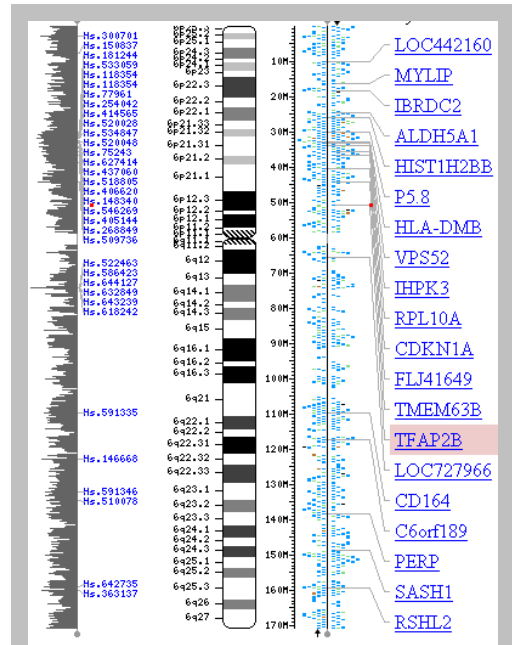 Hs.300701
Hs.150837
Hs.181244
Hs.533059
Hs.118354
Hs.118354
Hs.77961
Hs.254042
Hs.414565
Hs.520028
Hs.534847
Hs.520048
Hs.75243
Hs.627414
Hs.437060
Hs.518805
Hs.406620
Hs.148340
Hs.546269
Hs.405144
Hs.268849
Hs.509736
Hs.522463
Hs.586423
Hs.644127
Hs.632849
Hs.643239
Hs.618242
Hs.591335
Hs.146668
Hs.591346
Hs.510078
Hs.642735
Hs.363137
6p24.3
6p23
6p22.3
6p22.2
6p22.1
6p21.33
6p21.32
6p21.31
6p21.2
6p21.1
6p12.3
6p12.2
6p12.1
6q12
6q13
6q14.1
6q14.2
6q14.3
6q15
6q16.1
6q16.2
6q16.3
6q21
6q22.1
6q22.2
6q22.31
6q22.32
6q22.33
6q23.1
6q23.2
6q23.3
6q24.1
6q24.2
6q24.3
6q25.1
6q25.2
6q25.3
6q26
6q27
10M
20M
30M
40M
50M
60M
70M
80M
90M
100M
110M
120M
130M
140M
150M
160M
170M
LOC442160
MYLIP
IBRDC2
ALDH5A1
HIST1H2BB
P5.8
HLA-DMB
VPS52
IHPK3
RPL10A
CDKN1A
FLJ41649
TMEM63B
TFAP2B
LOC727966
CD164
C6orf189
PERP
SASH1
RSHL2